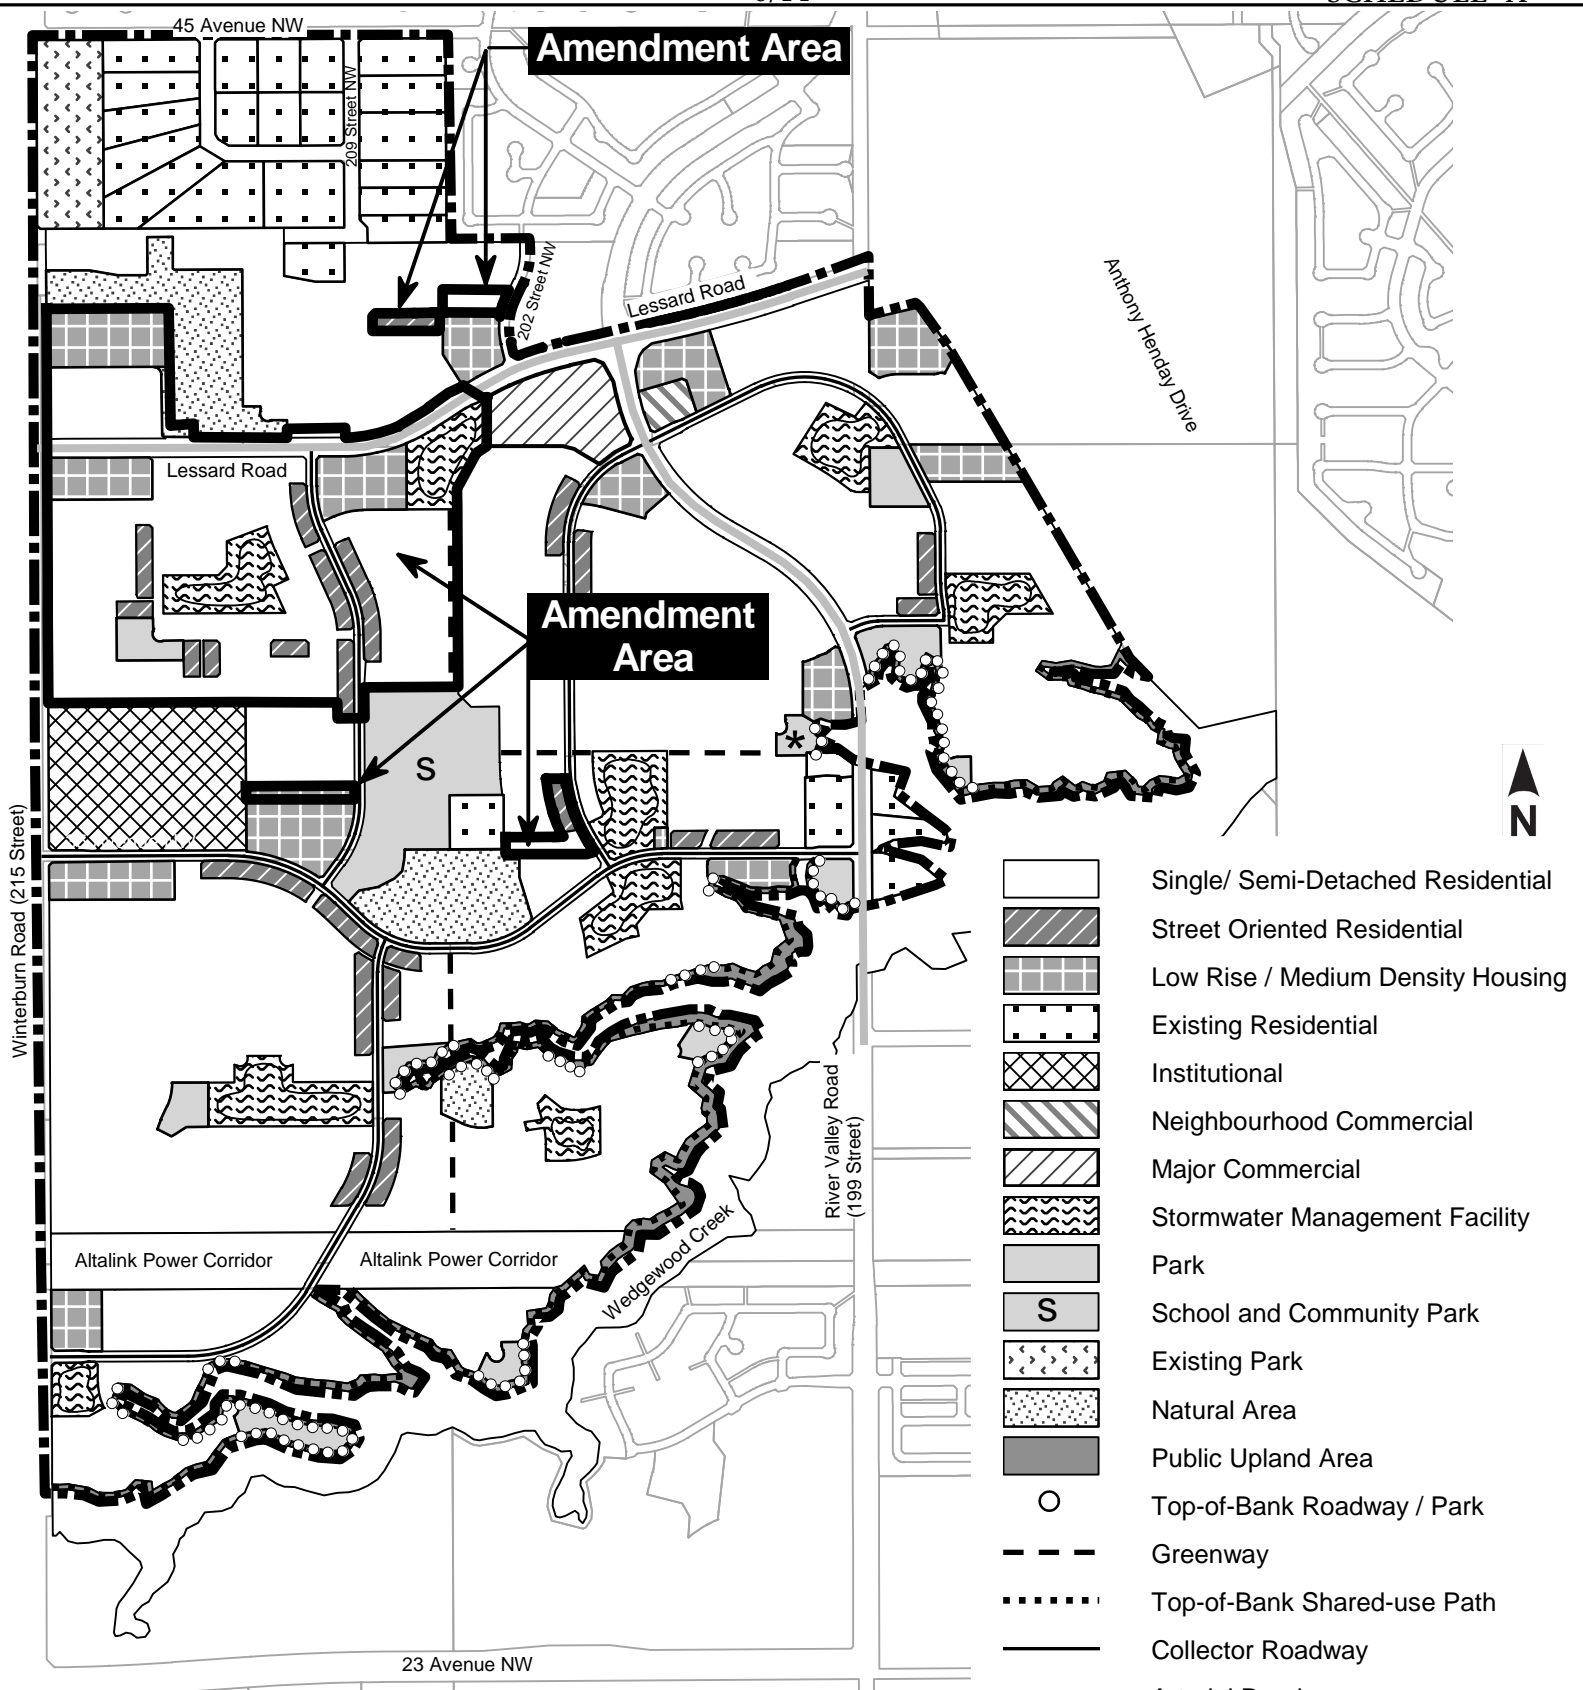 45 Avenue NW
Amendment Area
209 Street NW
202 Street NW
Lessard Road
Anthony Henday Drive
Lessard Road
Amendment
Area
S
*
N
Winterburn Road (215 Street)
Single/ Semi-Detached Residential
Street Oriented Residential
Low Rise / Medium Density Housing
Existing Residential
Institutional
Neighbourhood Commercial
River Valley Road
(199 Street)
Major Commercial
Stormwater Management Facility
Altalink Power Corridor
Altalink Power Corridor
Wedgewood Creek
Park
S
School and Community Park
Existing Park
Natural Area
Public Upland Area
Top-of-Bank Roadway / Park
Greenway
Top-of-Bank Shared-use Path
Collector Roadway
23 Avenue NW